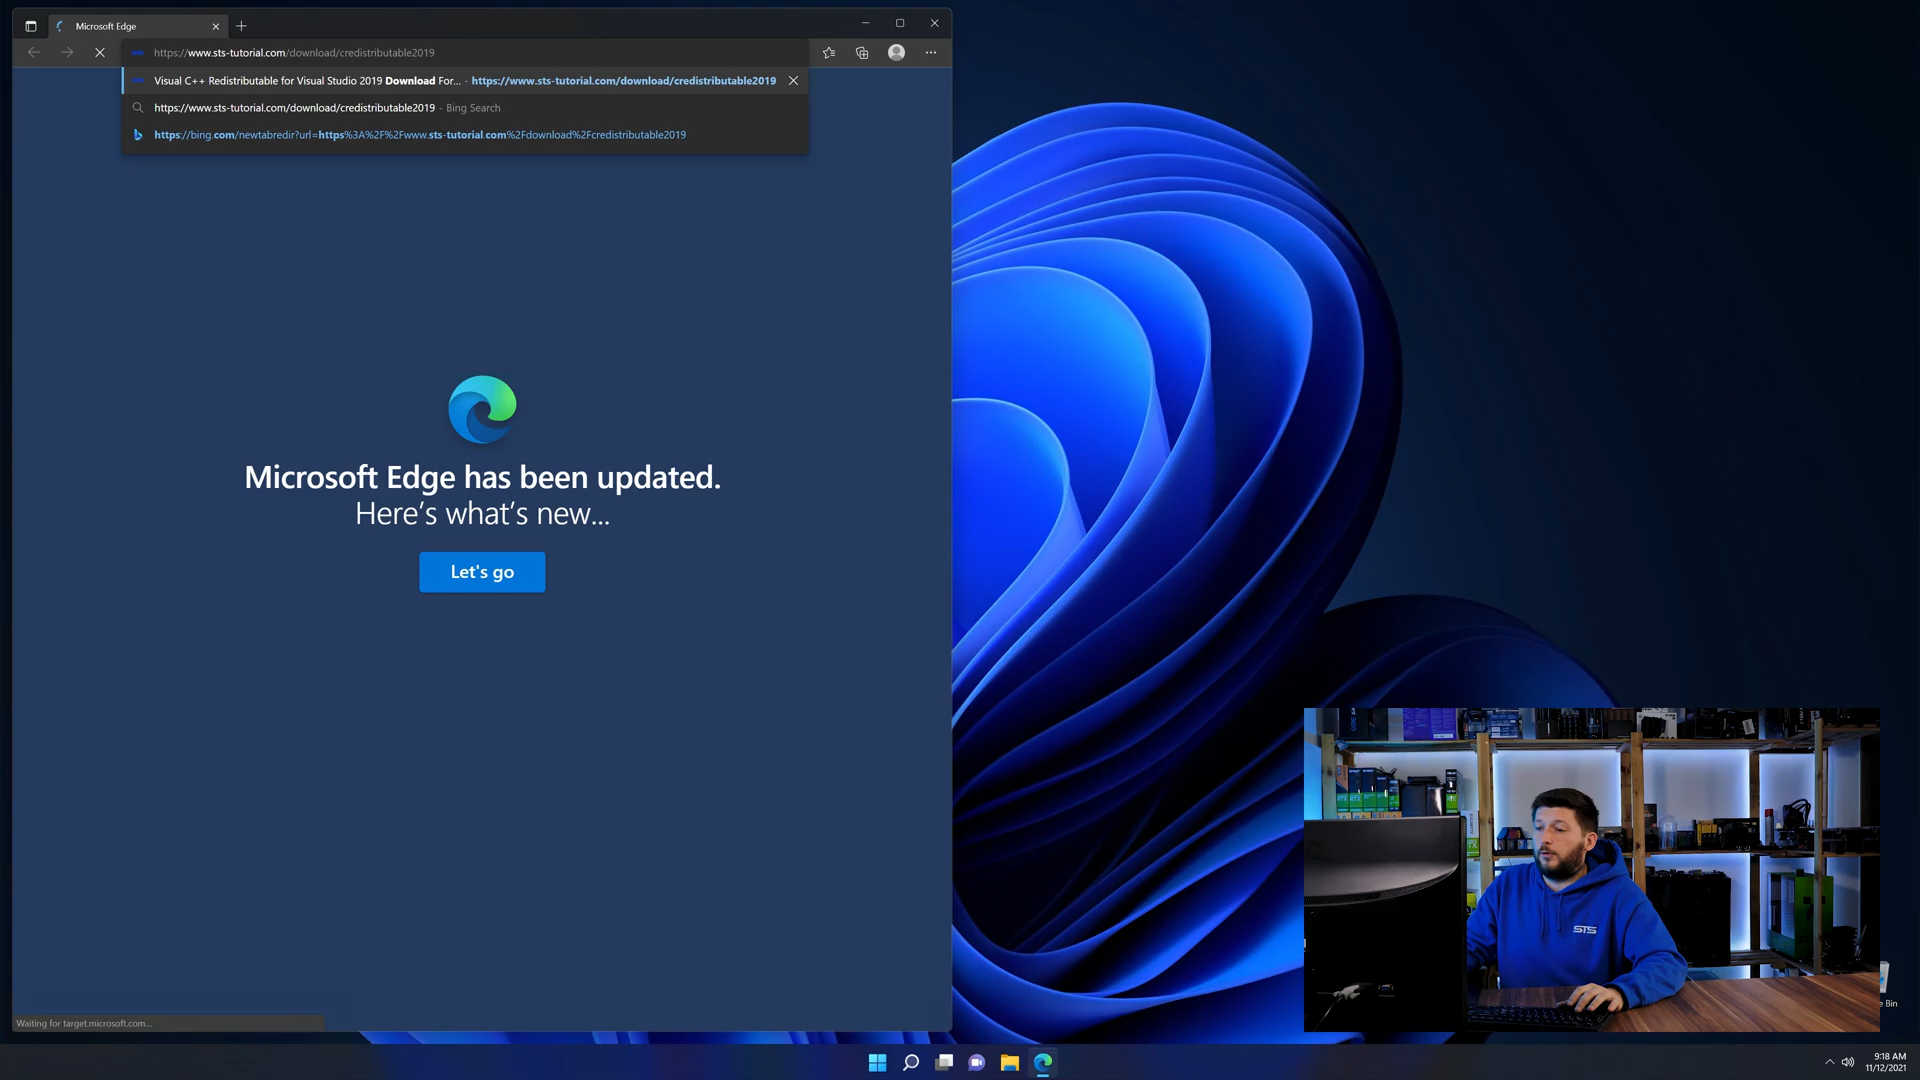 Microsoft Edge
https://www.sts-tutorial.com/download/credistributable2019
Visual C++ Redistributable for Visual Studio 2019 Download For... - https://www.sts-tutorial.com/download/credistributable2019
https://www.sts-tutorial.com/download/credistributable2019 - Bing Search
https://bing.com/newtabredir?url=https%3A%2F%2Fwww.sts-tutorial.com%2Fdownload%2Fcredistributable2019
Microsoft Edge has been updated.
Here's what's new...
Let's go
STS
Bin
Waiting for target.microsoft.com...
9:18 AM
11/12/2021